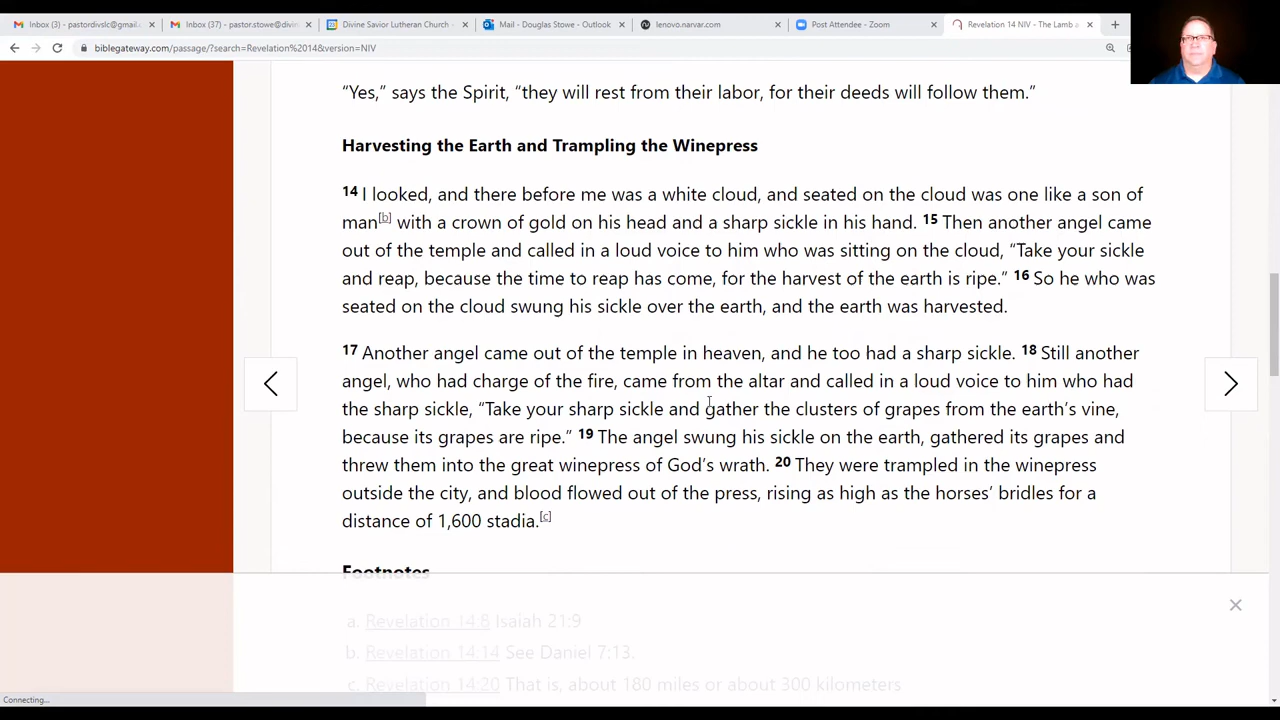 Inbox (3) - pastordivslc@gmail.
Inbox (37) - pastor.stowe@divin
Divine Savior Lutheran Church -
Mail - Douglas Stowe - Outlook
lenovo.narvar.com
Post Attendee - Zoom
Revelation 14 NIV - The Lamb a
biblegateway.com/passage/?search=Revelation%2014&version=NIV
“Yes,” says the Spirit, “they will rest from their labor, for their deeds will follow them.”
Harvesting the Earth and Trampling the Winepress
14 I looked, and there before me was a white cloud, and seated on the cloud was one like a son of
man[b] with a crown of gold on his head and a sharp sickle in his hand. 15 Then another angel came
out of the temple and called in a loud voice to him who was sitting on the cloud, “Take your sickle
and reap, because the time to reap has come, for the harvest of the earth is ripe.” 16 So he who was
seated on the cloud swung his sickle over the earth, and the earth was harvested.
17 Another angel came out of the temple in heaven, and he too had a sharp sickle. 18 Still another
angel, who had charge of the fire, came from the altar and called in a loud voice to him who had
the sharp sickle, “Take your sharp sickle and gather the clusters of grapes from the earth’s vine,
because its grapes are ripe.” 19 The angel swung his sickle on the earth, gathered its grapes and
threw them into the great winepress of God’s wrath. 20 They were trampled in the winepress
outside the city, and blood flowed out of the press, rising as high as the horses’ bridles for a
distance of 1,600 stadia.[c]
Footnotes
a. Revelation 14:8 Isaiah 21:9
b. Revelation 14:14 See Daniel 7:13.
c. Revelation 14:20 That is, about 180 miles or about 300 kilometers
Connecting...